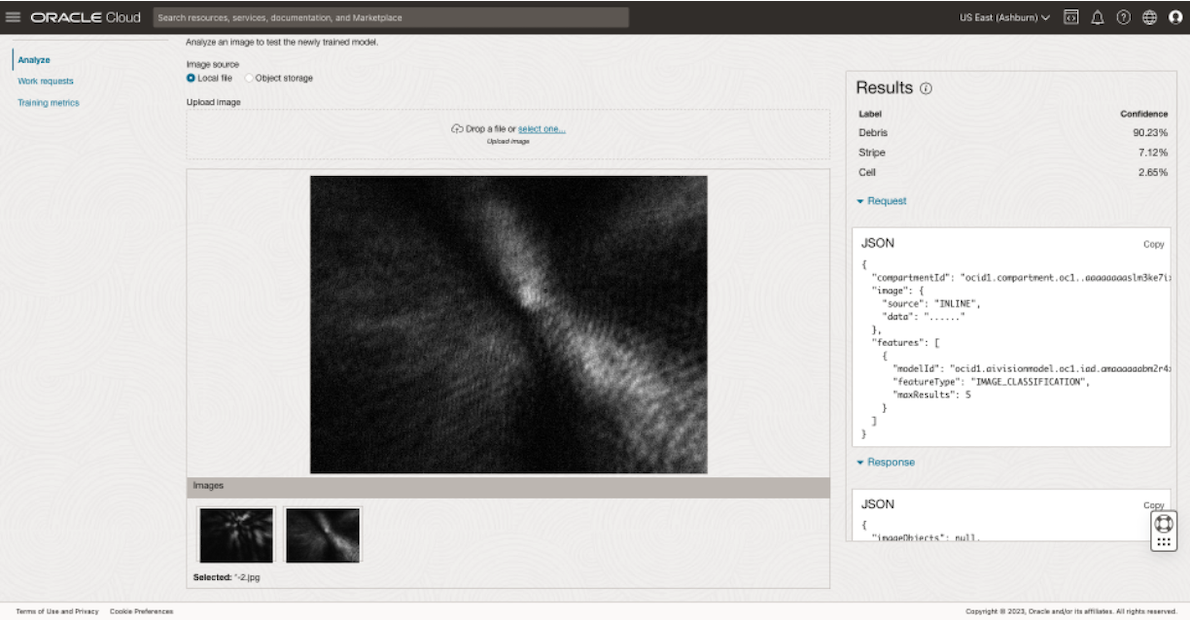 ORACLE Cloud
Search resources, services, documentation, and Marketplace
US East (Ashburn)
Analyze
Work requests
Training metrics
Analyze an image to test the newly trained model.
Image source
Local file
Object storage
Upload image
Drop a file or select one...
Upload image
Images
Selected: "-2.jpg
Results
Label Confidence
Debris 90.23%
Stripe 7.12%
Cell 2.65%
Request
JSON
Copy
{
"compartmentId": "ocid1.compartment.oc1..aaaaaaaaslm3ke7i
"image": {
"source": "INLINE",
"data": "......"
},
"features": [
{
"modelId": "ocid1.aivisionmodel.oc1.iad.amaaaaaabm2r4
"featureType": "IMAGE_CLASSIFICATION",
"maxResults": 5
}
]
}
Response
JSON
Copy
{
"imageObjects": null,
Terms of Use and Privacy
Cookie Preferences
Copyright © 2023, Oracle and/or its affiliates. All rights reserved.